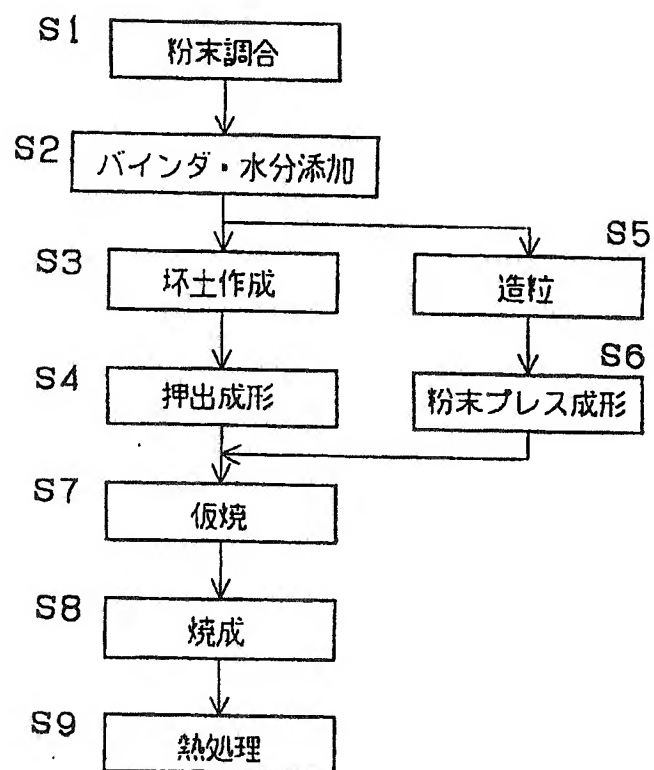 S1
粉末調合
S2
バインダ・水分添加
S3
坏土作成
S5
造粒
S4
押出成形
S6
粉末プレス成形
S7
仮焼
S8
焼成
S9
熱処理